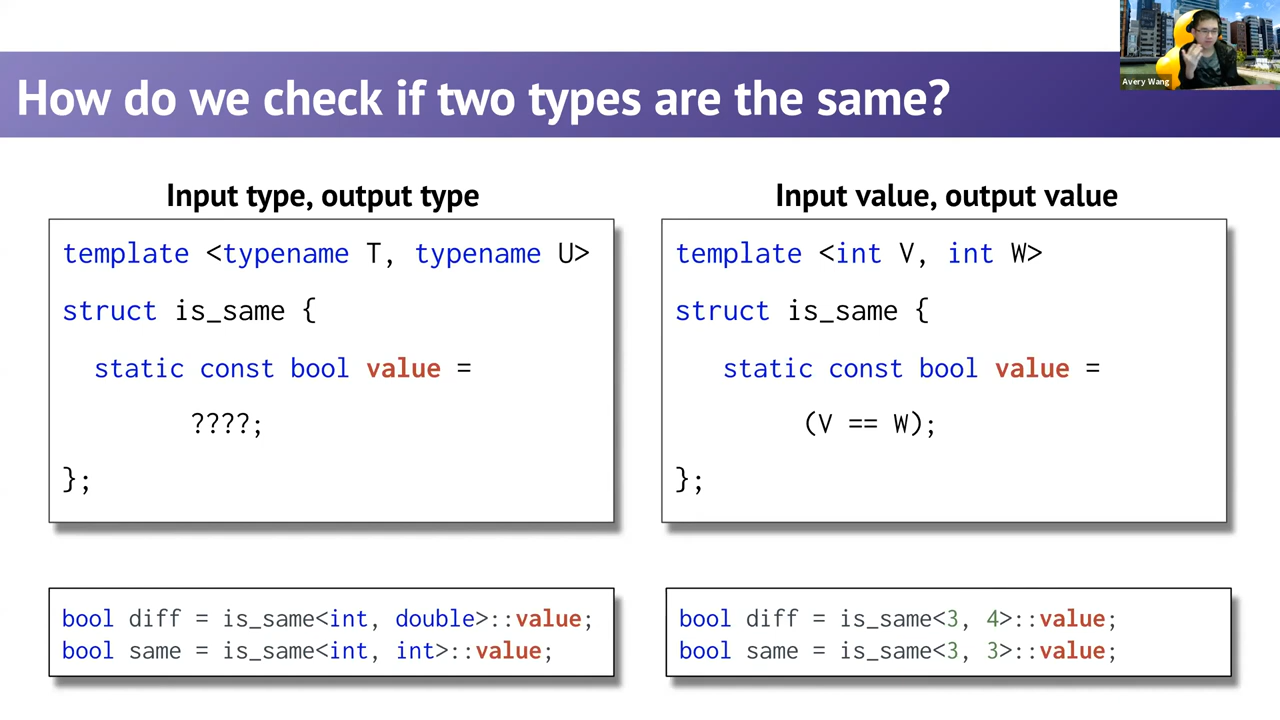 Avery Wang
How do we check if two types are the same?
Input type, output type
template <typename T, typename U>
struct is_same {
static const bool value =
????;
};
bool diff = is_same<int, double>::value;
bool same = is_same<int, int>::value;
Input value, output value
template <int V, int W>
struct is_same {
static const bool value =
(V == W);
};
bool diff = is_same<3, 4>::value;
bool same = is_same<3, 3>::value;